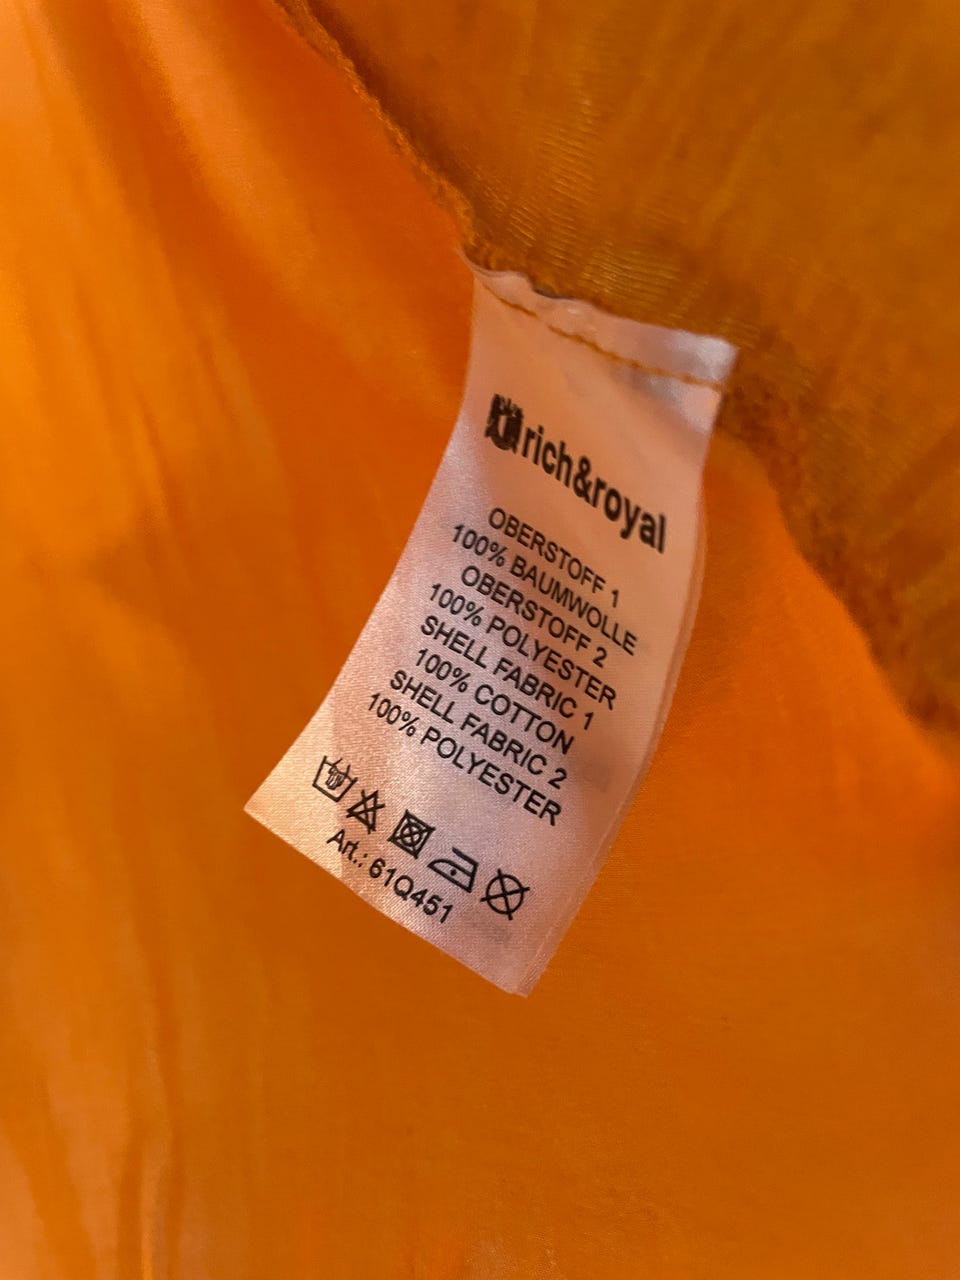 rich&royal
OBERSTOFF 1
100% BAUMWOLLE
OBERSTOFF 2
100% POLYESTER
SHELL FABRIC 1
100% COTTON
SHELL FABRIC 2
100% POLYESTER
Art.: 61Q451